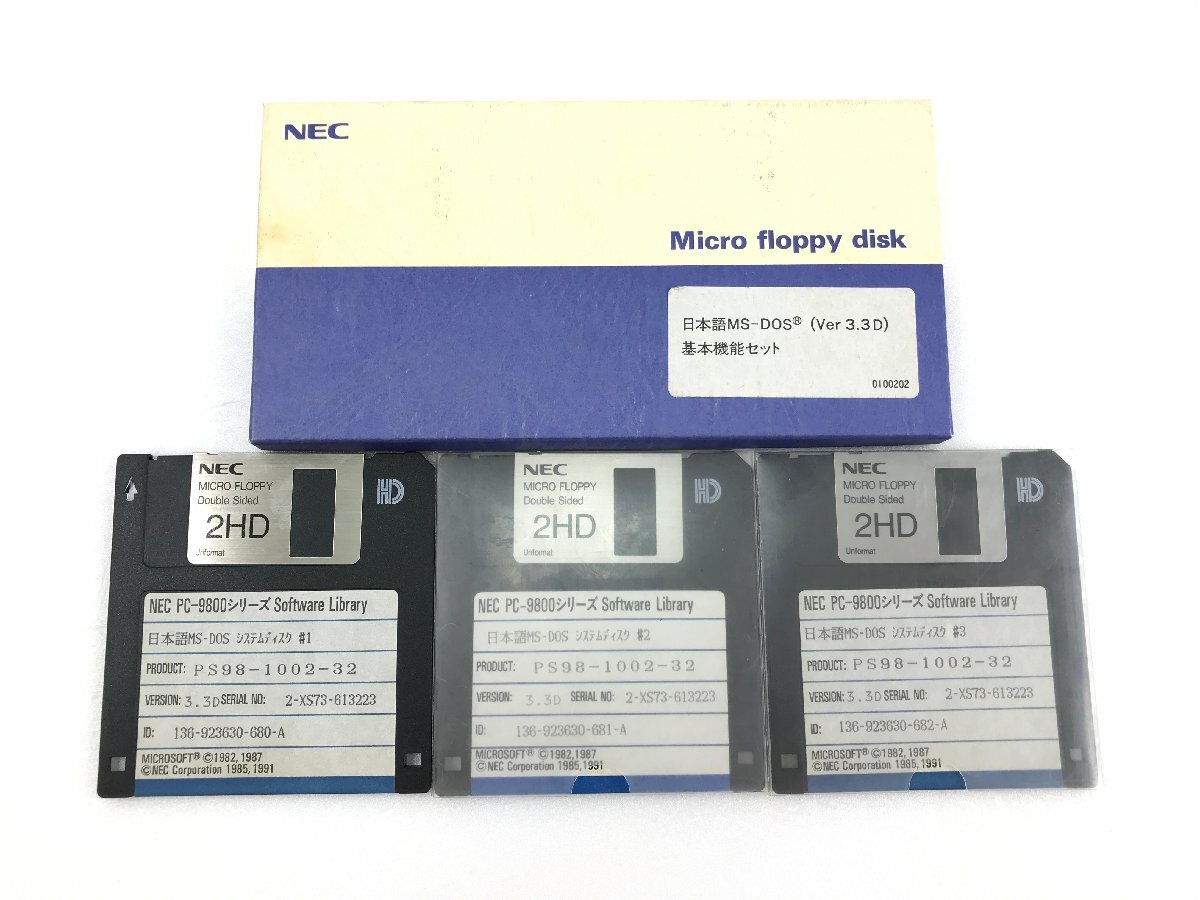 NEC
Micro floppy disk
日本語MS-DOS® (Ver 3.3D)
基本機能セット
0100202
NEC
MICRO FLOPPY
Double Sided
2HD
Unformat
HD
NEC PC-9800シリーズ Software Library
日本語MS-DOS システムディスク #1
PRODUCT: PS98-1002-32
VERSION: 3.3D SERIAL NO: 2-XS73-613223
ID: 136-923630-680-A
MICROSOFT® ©1982,1987
©NEC Corporation 1985,1991
NEC
MICRO FLOPPY
Double Sided
2HD
Unformat
HD
NEC PC-9800シリーズ Software Library
日本語MS-DOS システムディスク #2
PRODUCT: PS98-1002-32
VERSION: 3.3D SERIAL NO: 2-XS73-613223
ID: 136-923630-681-A
MICROSOFT® ©1982,1987
©NEC Corporation 1985,1991
NEC
MICRO FLOPPY
Double Sided
2HD
Unformat
HD
NEC PC-9800シリーズ Software Library
日本語MS-DOS システムディスク #3
PRODUCT: PS98-1002-32
VERSION: 3.3D SERIAL NO: 2-XS73-613223
ID: 136-923630-682-A
MICROSOFT® ©1982,1987
©NEC Corporation 1985,1991